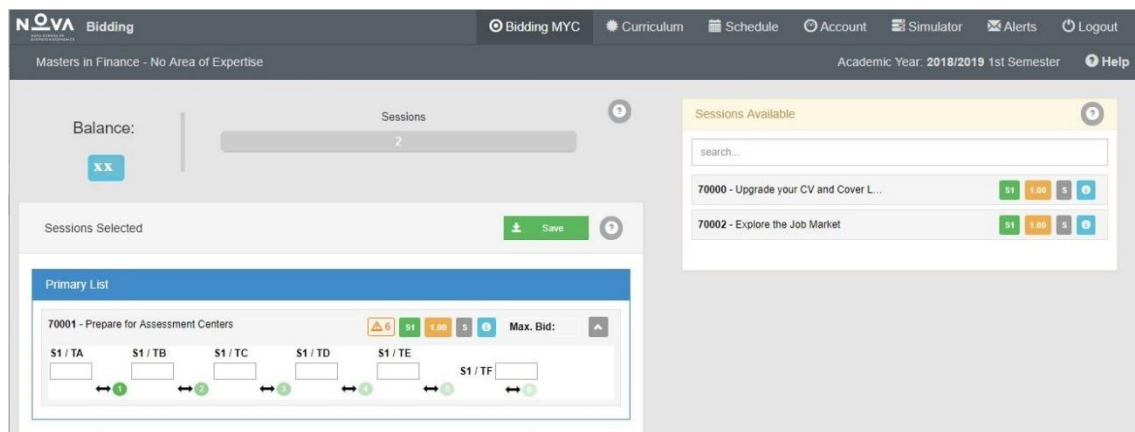 NOVA Bidding
Bidding MYC Curriculum Schedule Account Simulator Alerts Logout
Masters in Finance - No Area of Expertise
Academic Year: 2018/2019 1st Semester Help
Balance:
xx
Sessions
2
Sessions Available
search...
70000 - Upgrade your CV and Cover L... S1 1.00 S
70002 - Explore the Job Market S1 1.00 S
Sessions Selected
Save
Primary List
70001 - Prepare for Assessment Centers 6 S1 1.00 S Max. Bid:
S1 / TA S1 / TB S1 / TC S1 / TD S1 / TE
S1 / TF
1 2 3 4